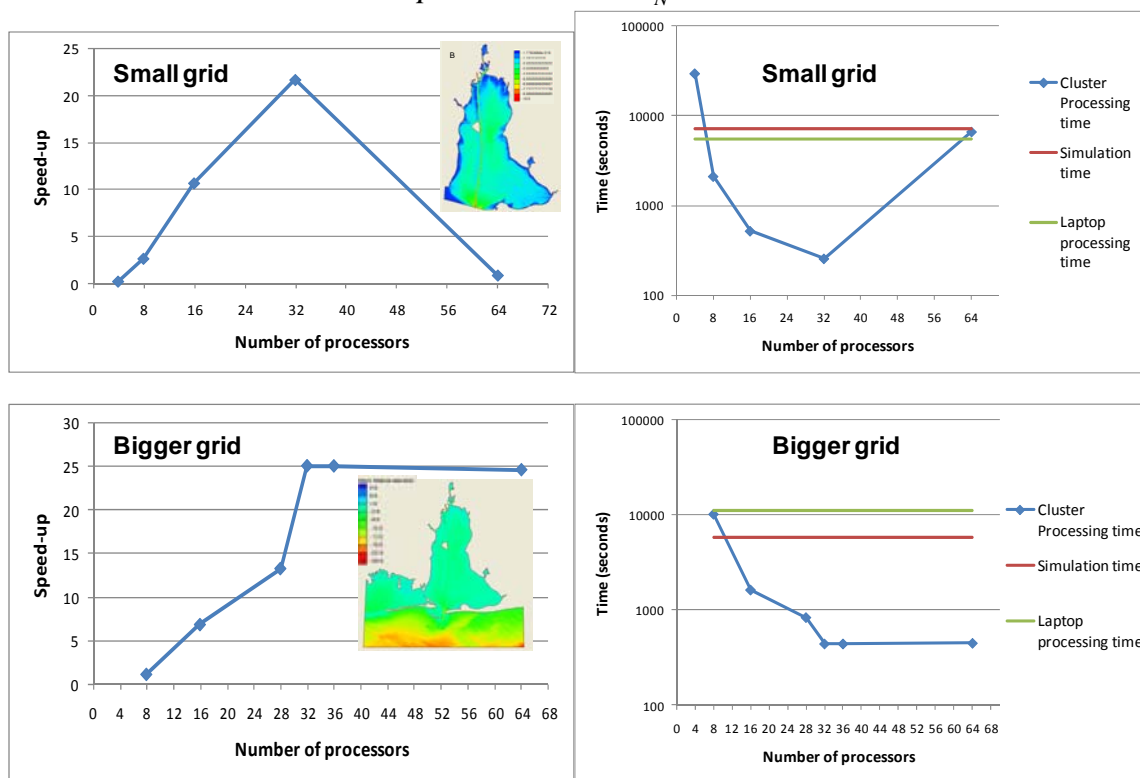 N
25
20
15
10
5
0
Speed-up
Small grid
B
0 8 16 24 32 40 48 56 64 72
Number of processors
100000
10000
1000
100
Time (seconds)
Small grid
0 8 16 24 32 40 48 56 64
Number of processors
Cluster
Processing
time
Simulation
time
Laptop
processing
time
30
25
20
15
10
5
0
Speed-up
Bigger grid
0 4 8 12 16 20 24 28 32 36 40 44 48 52 56 60 64 68
Number of processors
100000
10000
1000
100
Time (seconds)
Bigger grid
0 4 8 12 16 20 24 28 32 36 40 44 48 52 56 60 64 68
Number of processors
Cluster
Processing time
Simulation time
Laptop
processing time